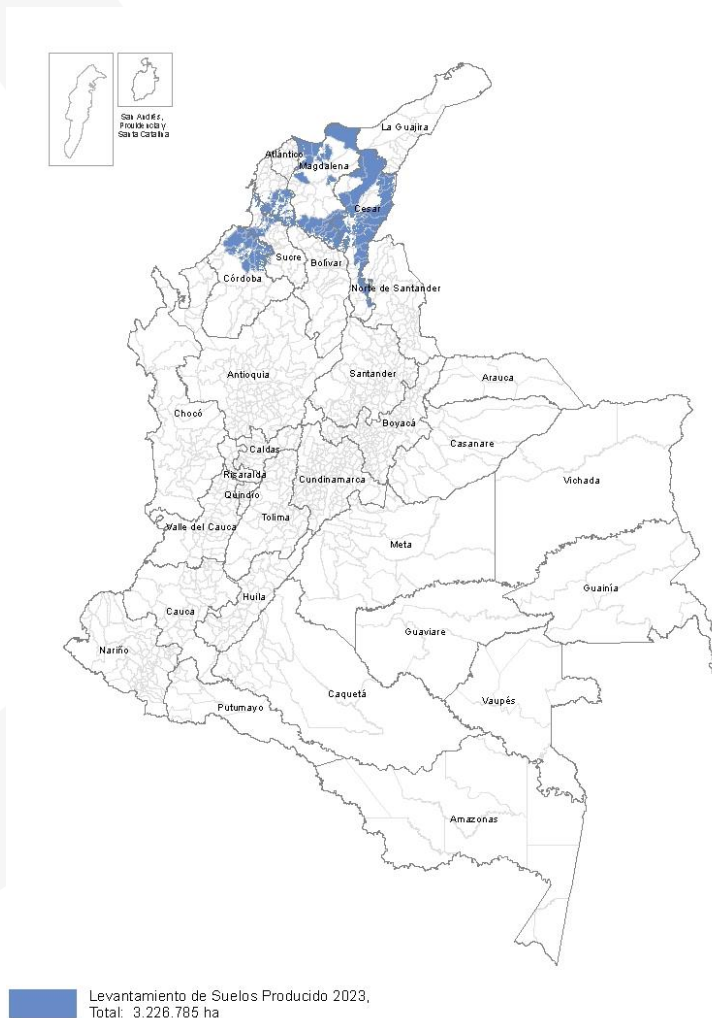 San Andrés,
Providencia y
Santa Catalina
La Guajira
Atlántico
Magdalena
Cesar
Sucre
Bolívar
Córdoba
Norte de Santander
Antioquia
Santander
Arauca
Chocó
Boyacá
Caldas
Casanare
Risaralda
Cundinamarca
Vichada
Quindío
Tolima
Valle del Cauca
Meta
Guainía
Huila
Cauca
Guaviare
Nariño
Caquetá
Vaupés
Putumayo
Amazonas
Levantamiento de Suelos Producido 2023,
Total: 3.226.785 ha